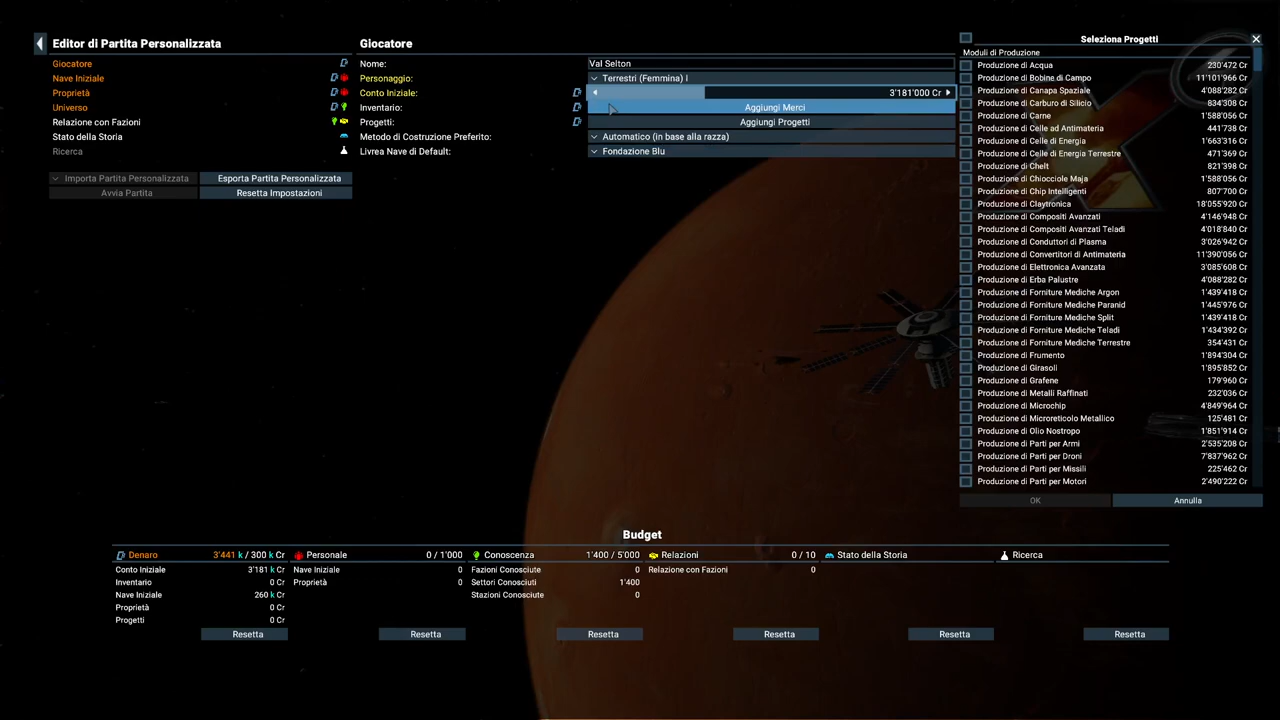 Editor di Partita Personalizzata
Giocatore
Nave Iniziale
Proprietà
Universo
Relazione con Fazioni
Stato della Storia
Ricerca
Importa Partita Personalizzata
Esporta Partita Personalizzata
Avvia Partita
Resetta Impostazioni
Giocatore
Nome: Val Selton
Personaggio: Terrestri (Femmina) I
Conto Iniziale: 3'181'000 Cr
Inventario: Aggiungi Merci
Progetti: Aggiungi Progetti
Metodo di Costruzione Preferito: Automatico (in base alla razza)
Livrea Nave di Default: Fondazione Blu
Seleziona Progetti
Moduli di Produzione
Produzione di Acqua 230'472 Cr
Produzione di Bobine di Campo 11'101'966 Cr
Produzione di Canapa Spaziale 4'088'282 Cr
Produzione di Carburo di Silicio 834'308 Cr
Produzione di Carne 1'588'056 Cr
Produzione di Celle ad Antimateria 441'738 Cr
Produzione di Celle di Energia 1'663'316 Cr
Produzione di Celle di Energia Terrestre 471'369 Cr
Produzione di Chelt 821'398 Cr
Produzione di Chiocciole Maja 1'588'056 Cr
Produzione di Chip Intelligenti 807'700 Cr
Produzione di Claytronica 18'055'920 Cr
Produzione di Compositi Avanzati 4'146'948 Cr
Produzione di Compositi Avanzati Teladi 4'018'840 Cr
Produzione di Conduttori di Plasma 3'026'942 Cr
Produzione di Convertitori di Antimateria 11'390'056 Cr
Produzione di Elettronica Avanzata 3'085'608 Cr
Produzione di Erba Palustre 4'088'282 Cr
Produzione di Forniture Mediche Argon 1'439'418 Cr
Produzione di Forniture Mediche Paranid 1'445'976 Cr
Produzione di Forniture Mediche Split 1'439'418 Cr
Produzione di Forniture Mediche Teladi 1'434'392 Cr
Produzione di Forniture Mediche Terrestre 354'431 Cr
Produzione di Frumento 1'894'304 Cr
Produzione di Girasoli 1'895'852 Cr
Produzione di Grafene 179'960 Cr
Produzione di Metalli Raffinati 232'036 Cr
Produzione di Microchip 4'849'964 Cr
Produzione di Microreticolo Metallico 125'481 Cr
Produzione di Olio Nostropo 1'851'914 Cr
Produzione di Parti per Armi 2'535'208 Cr
Produzione di Parti per Droni 7'837'962 Cr
Produzione di Parti per Missili 225'462 Cr
Produzione di Parti per Motori 2'490'222 Cr
OK
Annulla
Budget
Denaro 3'441 k / 300 k Cr
Conto Iniziale 3'181 k Cr
Inventario 0 Cr
Nave Iniziale 260 k Cr
Proprietà 0 Cr
Progetti 0 Cr
Resetta
Personale 0 / 1'000
Nave Iniziale 0
Proprietà 0
Resetta
Conoscenza 1'400 / 5'000
Fazioni Conosciute 0
Settori Conosciuti 1'400
Stazioni Conosciute 0
Resetta
Relazioni 0 / 10
Relazione con Fazioni 0
Resetta
Stato della Storia
Resetta
Ricerca
Resetta